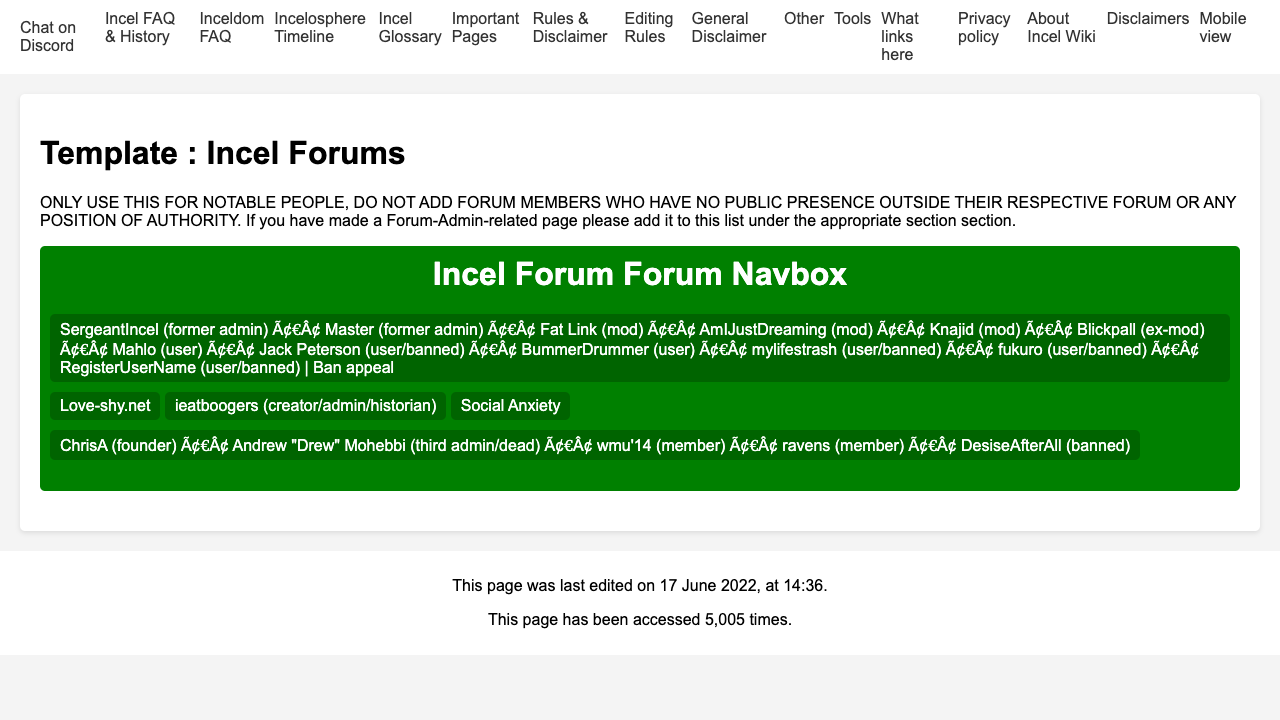 Chat on
Discord
Incel FAQ
& History
Inceldom
FAQ
Incelosphere
Timeline
Incel
Glossary
Important
Pages
Rules &
Disclaimer
Editing
Rules
General
Disclaimer
Other
Tools
What
links
here
Privacy
policy
About
Incel Wiki
Disclaimers
Mobile
view
Template : Incel Forums
ONLY USE THIS FOR NOTABLE PEOPLE, DO NOT ADD FORUM MEMBERS WHO HAVE NO PUBLIC PRESENCE OUTSIDE THEIR RESPECTIVE FORUM OR ANY
POSITION OF AUTHORITY. If you have made a Forum-Admin-related page please add it to this list under the appropriate section section.
Incel Forum Forum Navbox
SergeantIncel (former admin) Ã¢€Â¢ Master (former admin) Ã¢€Â¢ Fat Link (mod) Ã¢€Â¢ AmIJustDreaming (mod) Ã¢€Â¢ Knajid (mod) Ã¢€Â¢ Blickpall (ex-mod)
Ã¢€Â¢ Mahlo (user) Ã¢€Â¢ Jack Peterson (user/banned) Ã¢€Â¢ BummerDrummer (user) Ã¢€Â¢ mylifestrash (user/banned) Ã¢€Â¢ fukuro (user/banned) Ã¢€Â¢
RegisterUserName (user/banned) | Ban appeal
Love-shy.net ieatboogers (creator/admin/historian) Social Anxiety
ChrisA (founder) Ã¢€Â¢ Andrew "Drew" Mohebbi (third admin/dead) Ã¢€Â¢ wmu'14 (member) Ã¢€Â¢ ravens (member) Ã¢€Â¢ DesiseAfterAll (banned)
This page was last edited on 17 June 2022, at 14:36.
This page has been accessed 5,005 times.